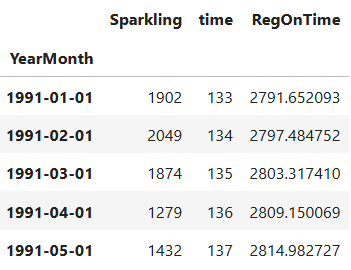 Sparkling time RegOnTime
YearMonth
1991-01-01 1902 133 2791.652093
1991-02-01 2049 134 2797.484752
1991-03-01 1874 135 2803.317410
1991-04-01 1279 136 2809.150069
1991-05-01 1432 137 2814.982727